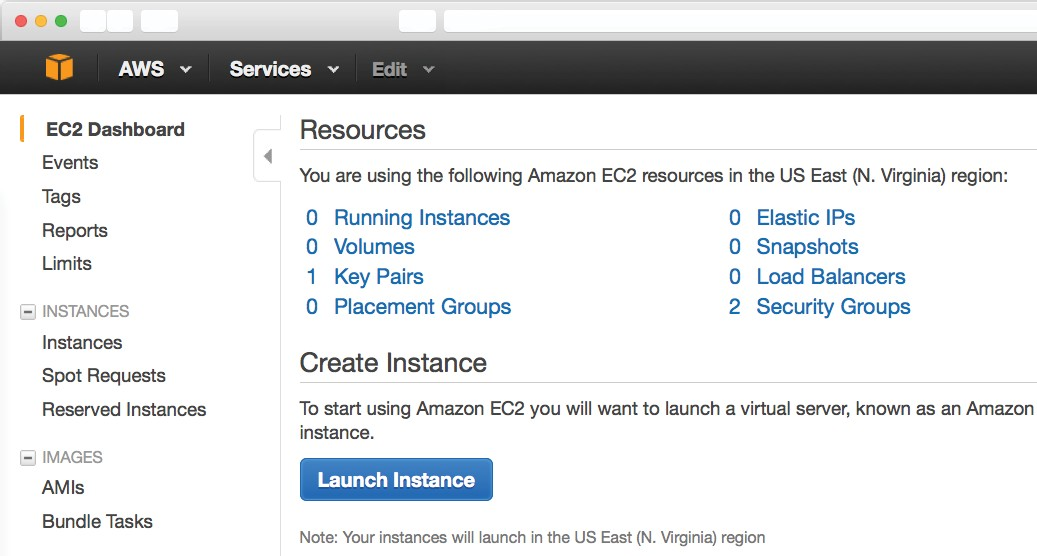 AWS Services Edit
EC2 Dashboard
Events
Tags
Reports
Limits
INSTANCES
Instances
Spot Requests
Reserved Instances
IMAGES
AMIs
Bundle Tasks
Resources
You are using the following Amazon EC2 resources in the US East (N. Virginia) region:
0 Running Instances 0 Elastic IPs
0 Volumes 0 Snapshots
1 Key Pairs 0 Load Balancers
0 Placement Groups 2 Security Groups
Create Instance
To start using Amazon EC2 you will want to launch a virtual server, known as an Amazon
instance.
Launch Instance
Note: Your instances will launch in the US East (N. Virginia) region